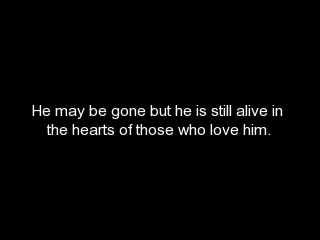 He may be gone but he is still alive in
the hearts of those who love him.